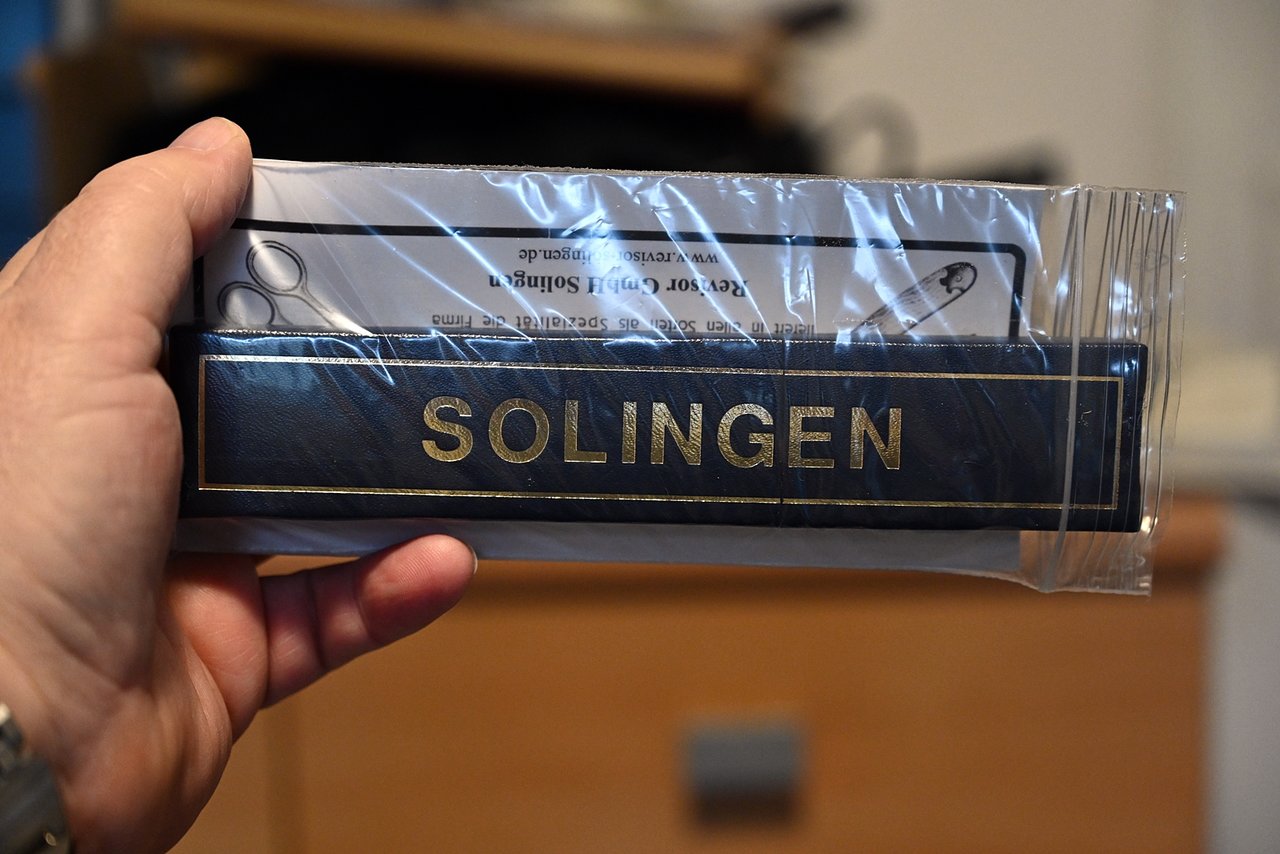 www.revisor-solingen.de
Revisor GmbH Solingen
liefert in allen Sorten als Spezialität die Firma
SOLINGEN